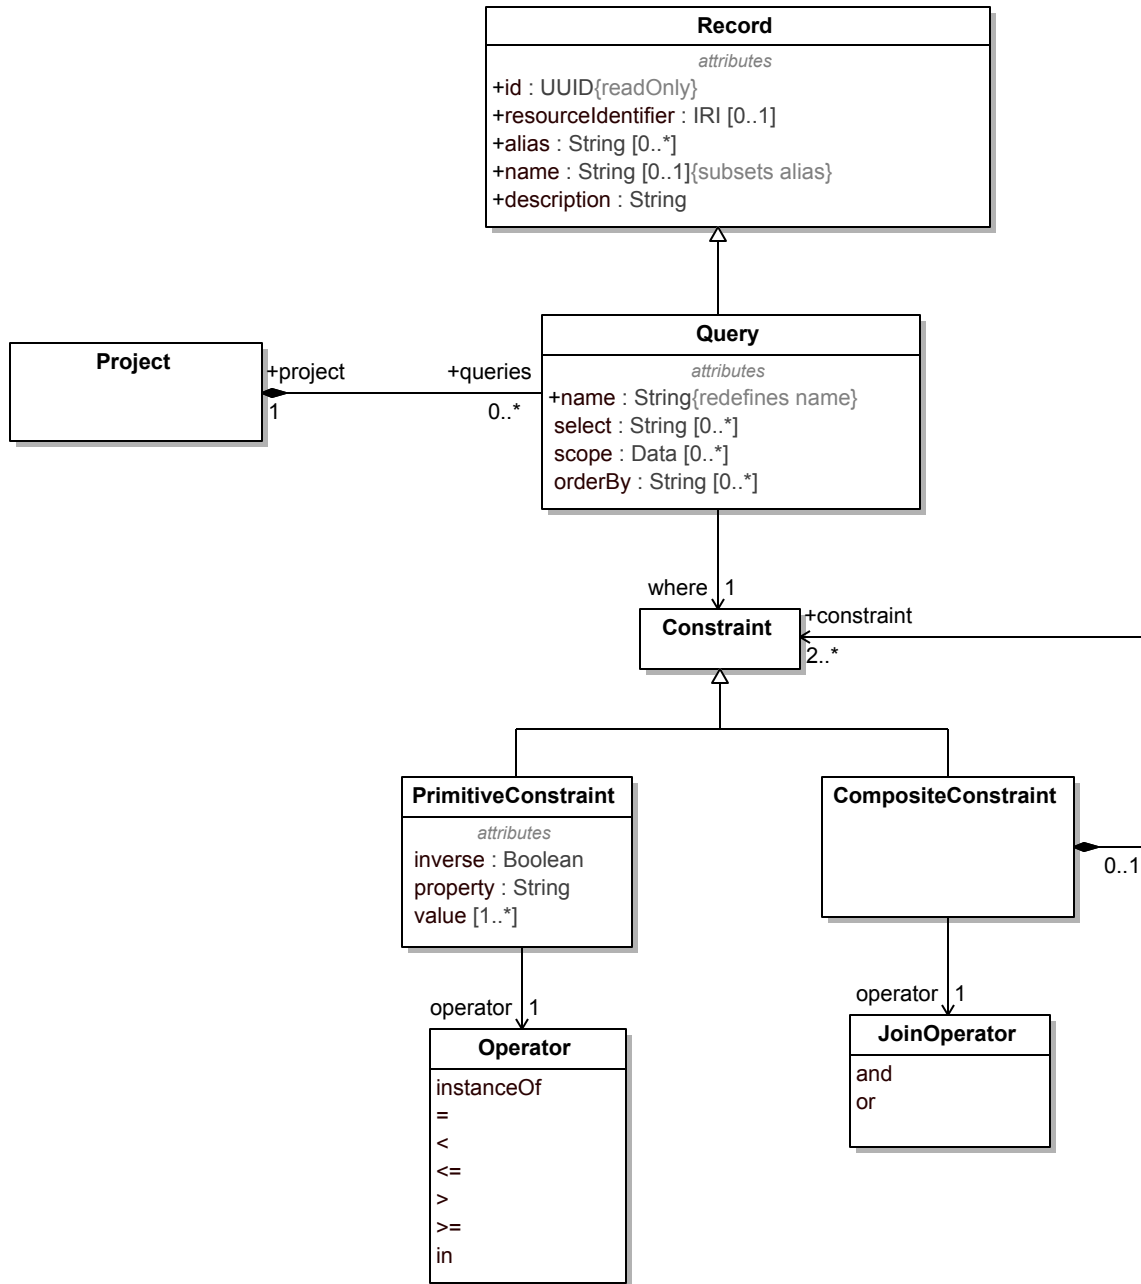 Record
attributes
+id : UUID{readOnly}
+resourceIdentifier : IRI [0..1]
+alias : String [0..*]
+name : String [0..1]{subsets alias}
+description : String
Project
+project
1
+queries
0..*
Query
attributes
+name : String{redefines name}
select : String [0..*]
scope : Data [0..*]
orderBy : String [0..*]
where 1
Constraint
+constraint
2..*
PrimitiveConstraint
attributes
inverse : Boolean
property : String
value [1..*]
CompositeConstraint
0..1
operator 1
Operator
instanceOf
=
<
<=
>
>=
in
operator 1
JoinOperator
and
or